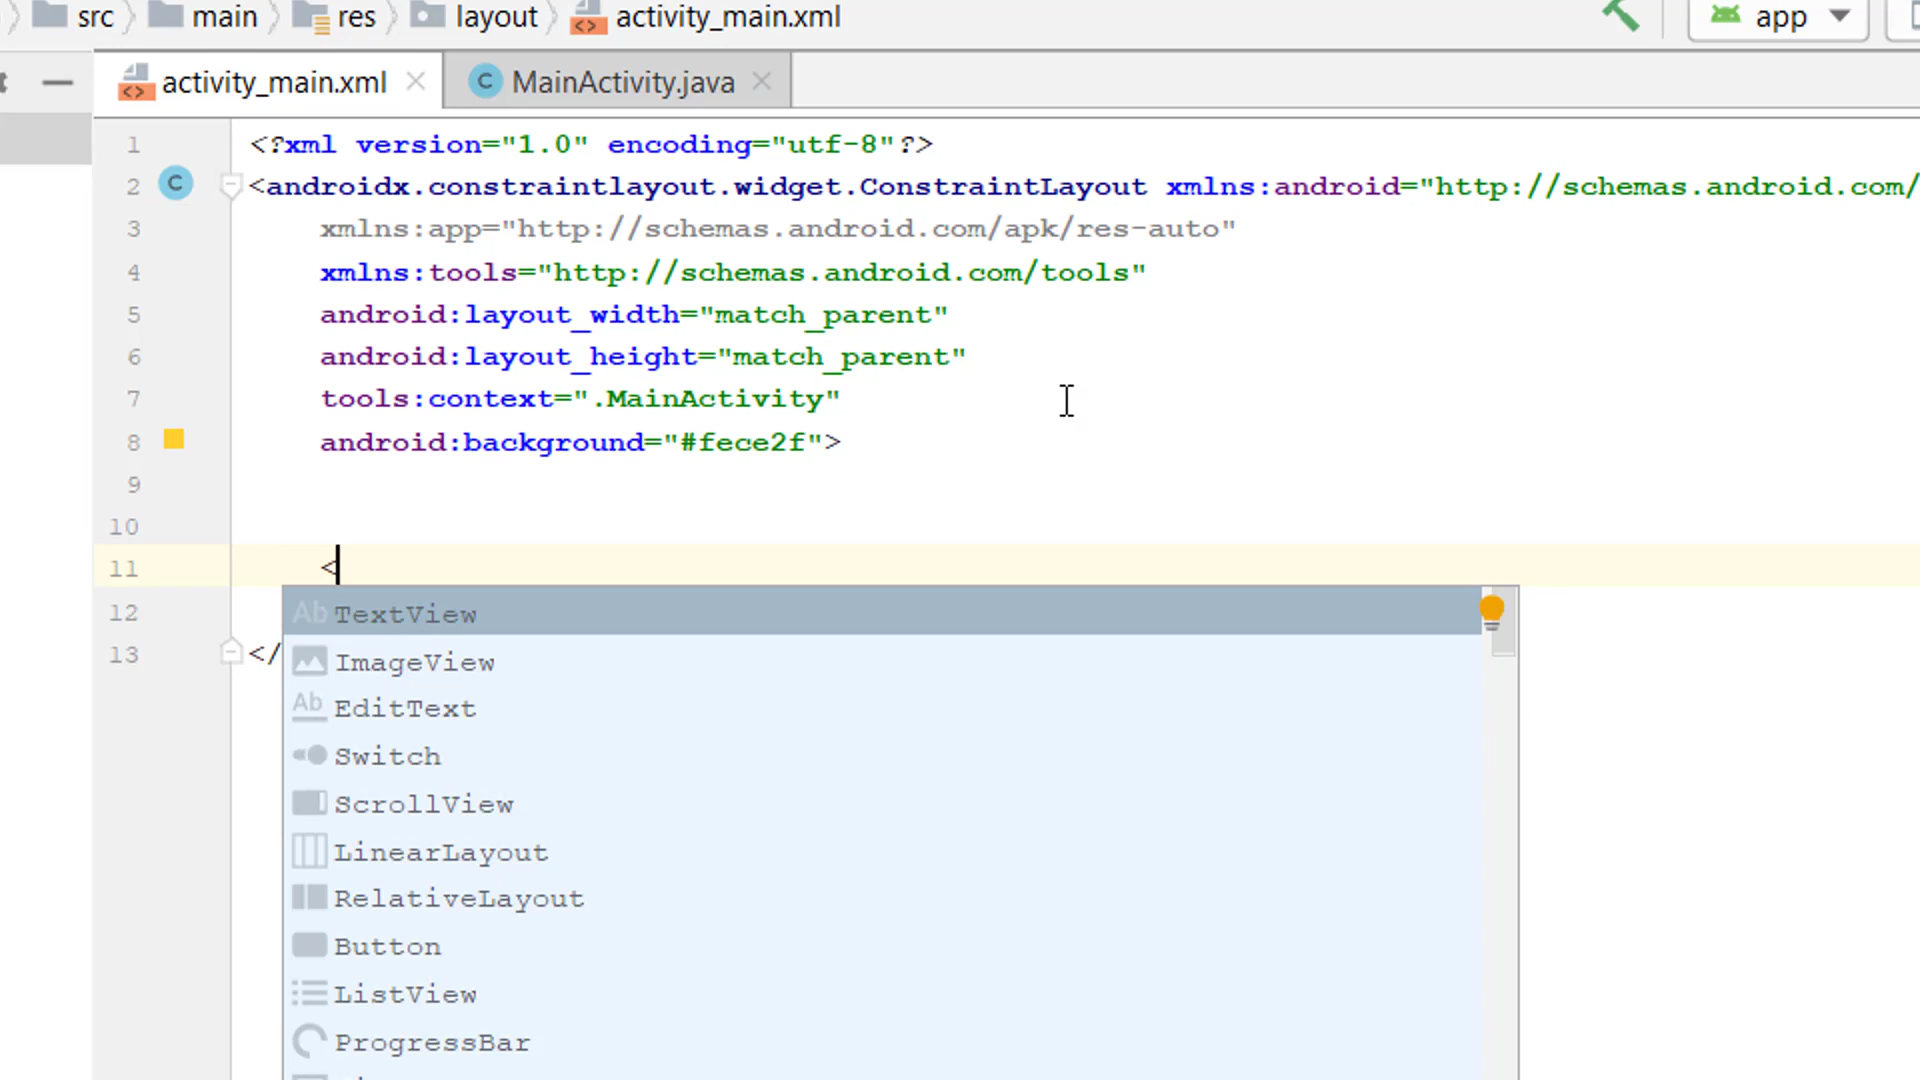 src main res layout activity_main.xml app
activity_main.xml MainActivity.java
1 <?xml version="1.0" encoding="utf-8"?>
2 C <androidx.constraintlayout.widget.ConstraintLayout xmlns:android="http://schemas.android.com/
3 xmlns:app="http://schemas.android.com/apk/res-auto"
4 xmlns:tools="http://schemas.android.com/tools"
5 android:layout_width="match_parent"
6 android:layout_height="match_parent"
7 tools:context=".MainActivity"
8 android:background="#fece2f">
9
10
11 <
12
13 </
Ab TextView
ImageView
Ab EditText
Switch
ScrollView
LinearLayout
RelativeLayout
Button
ListView
ProgressBar